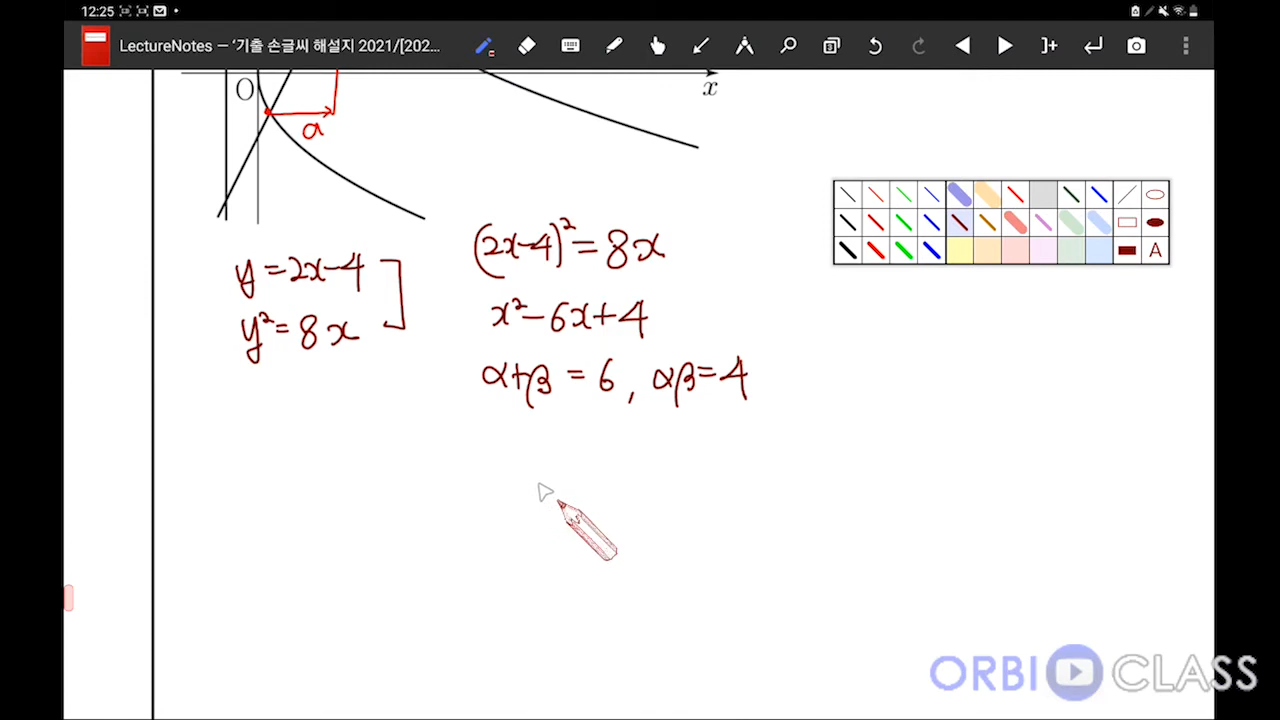 12:25
LectureNotes — ‘기출 손글씨 해설지 2021/[202...
O
x
a
(2x-4)²=8x
y=2x-4
y²=8x
x²-6x+4
α+β=6, αβ=4
A
ORBI CLASS